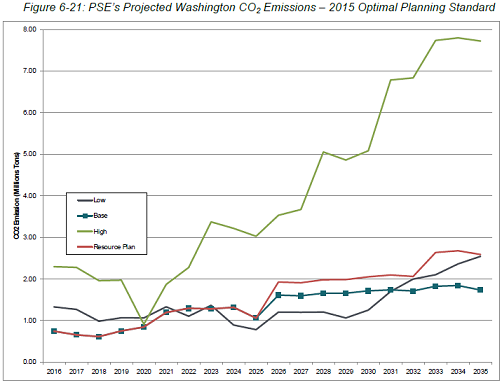 Figure 6-21: PSE's Projected Washington CO₂ Emissions – 2015 Optimal Planning Standard
8.00
7.00
6.00
5.00
4.00
3.00
2.00
1.00
0.00
CO2 Emission (Millions Tons)
Low
Base
High
Resource Plan
2016 2017 2018 2019 2020 2021 2022 2023 2024 2025 2026 2027 2028 2029 2030 2031 2032 2033 2034 2035